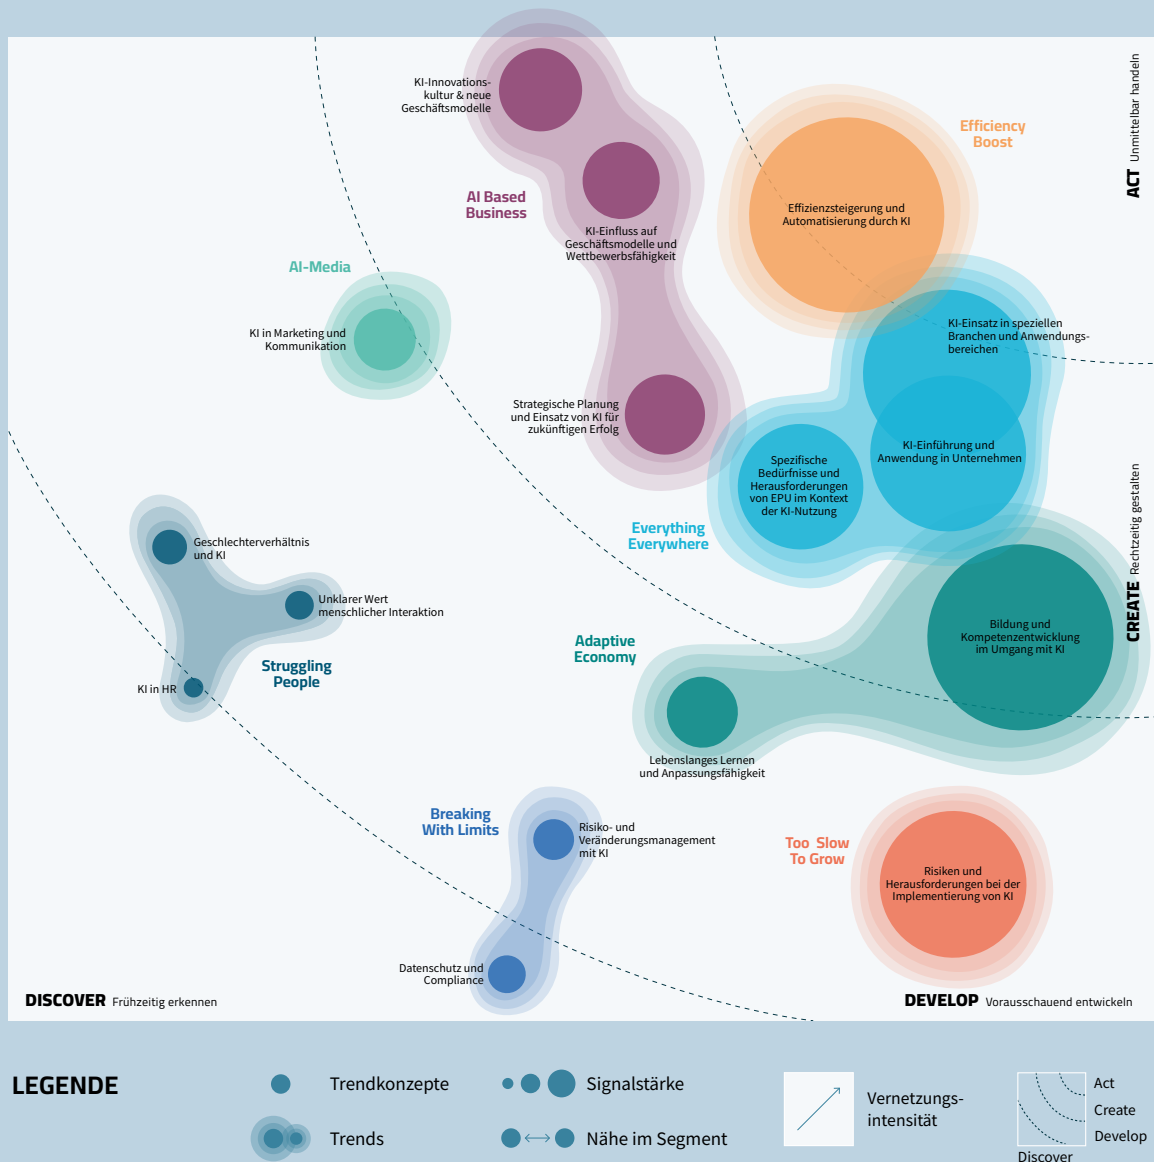 KI-Innovations-
kultur & neue
Geschäftsmodelle
AI Based
Business
KI-Einfluss auf
Geschäftsmodelle und
Wettbewerbsfähigkeit
Strategische Planung
und Einsatz von KI für
zukünftigen Erfolg
Efficiency
Boost
Effizienzsteigerung und
Automatisierung durch KI
ACT Unmittelbar handeln
AI-Media
KI in Marketing und
Kommunikation
KI-Einsatz in speziellen
Branchen und Anwendungs-
bereichen
KI-Einführung und
Anwendung in Unternehmen
Spezifische
Bedürfnisse und
Herausforderungen
von EPU im Kontext
der KI-Nutzung
Everything
Everywhere
CREATE Rechtzeitig gestalten
Geschlechterverhältnis
und KI
Unklarer Wert
menschlicher Interaktion
Struggling
People
KI in HR
Adaptive
Economy
Bildung und
Kompetenzentwicklung
im Umgang mit KI
Lebenslanges Lernen
und Anpassungsfähigkeit
Breaking
With Limits
Risiko- und
Veränderungsmanagement
mit KI
Datenschutz und
Compliance
Too Slow
To Grow
Risiken und
Herausforderungen bei der
Implementierung von KI
DISCOVER Frühzeitig erkennen
DEVELOP Vorausschauend entwickeln
LEGENDE
Trendkonzepte
Trends
Signalstärke
Nähe im Segment
Vernetzungs-
intensität
Act
Create
Develop
Discover